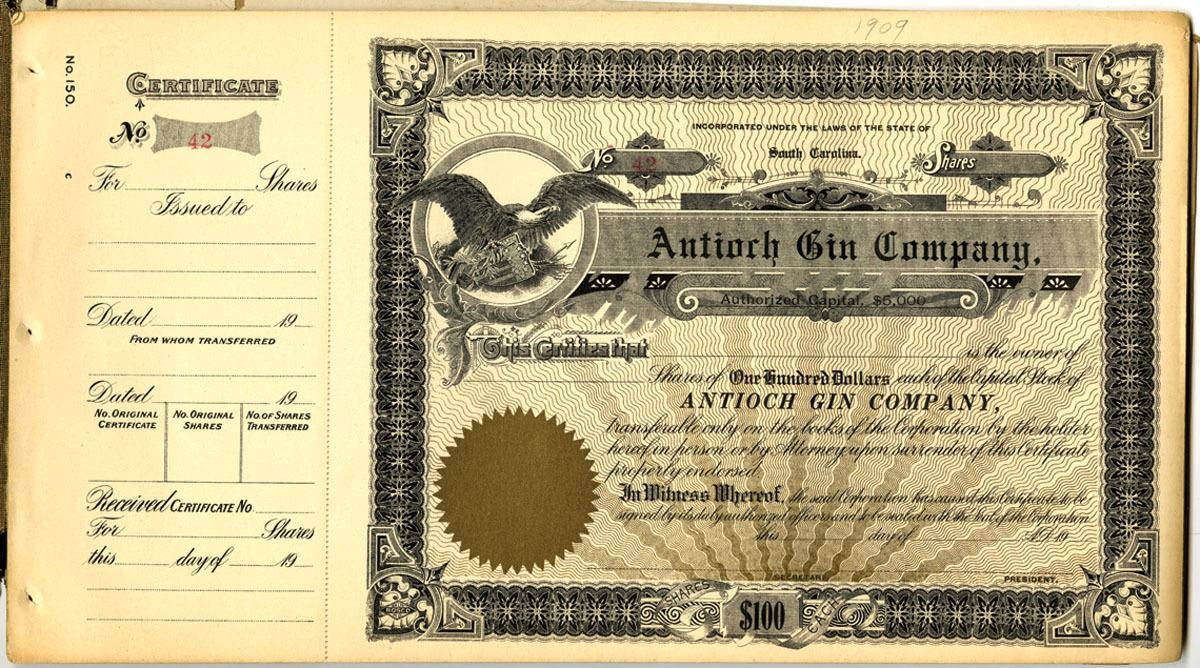 1909
No. 150.
C
CERTIFICATE
No 42
For Shares
Issued to
Dated 19
FROM WHOM TRANSFERRED
Dated 19
No. ORIGINAL CERTIFICATE
No. ORIGINAL SHARES
No. OF SHARES TRANSFERRED
Received CERTIFICATE No.
For Shares
this day of 19
INCORPORATED UNDER THE LAWS OF THE STATE OF
No 42
South Carolina.
Shares
Antioch Gin Company.
Authorized Capital, $5,000
This Certifies that is the owner of
Shares of One Hundred Dollars each of the Capital Stock of
ANTIOCH GIN COMPANY,
transferable only on the books of the Corporation by the holder
hereof in person or by Attorney upon surrender of this Certificate
properly endorsed.
In Witness Whereof, the said Corporation has caused this Certificate to be
signed by its duly authorized officers and to be sealed with the Seal of the Corporation
this day of A.D. 19
SECRETARY
PRESIDENT.
SHARES $100 EACH